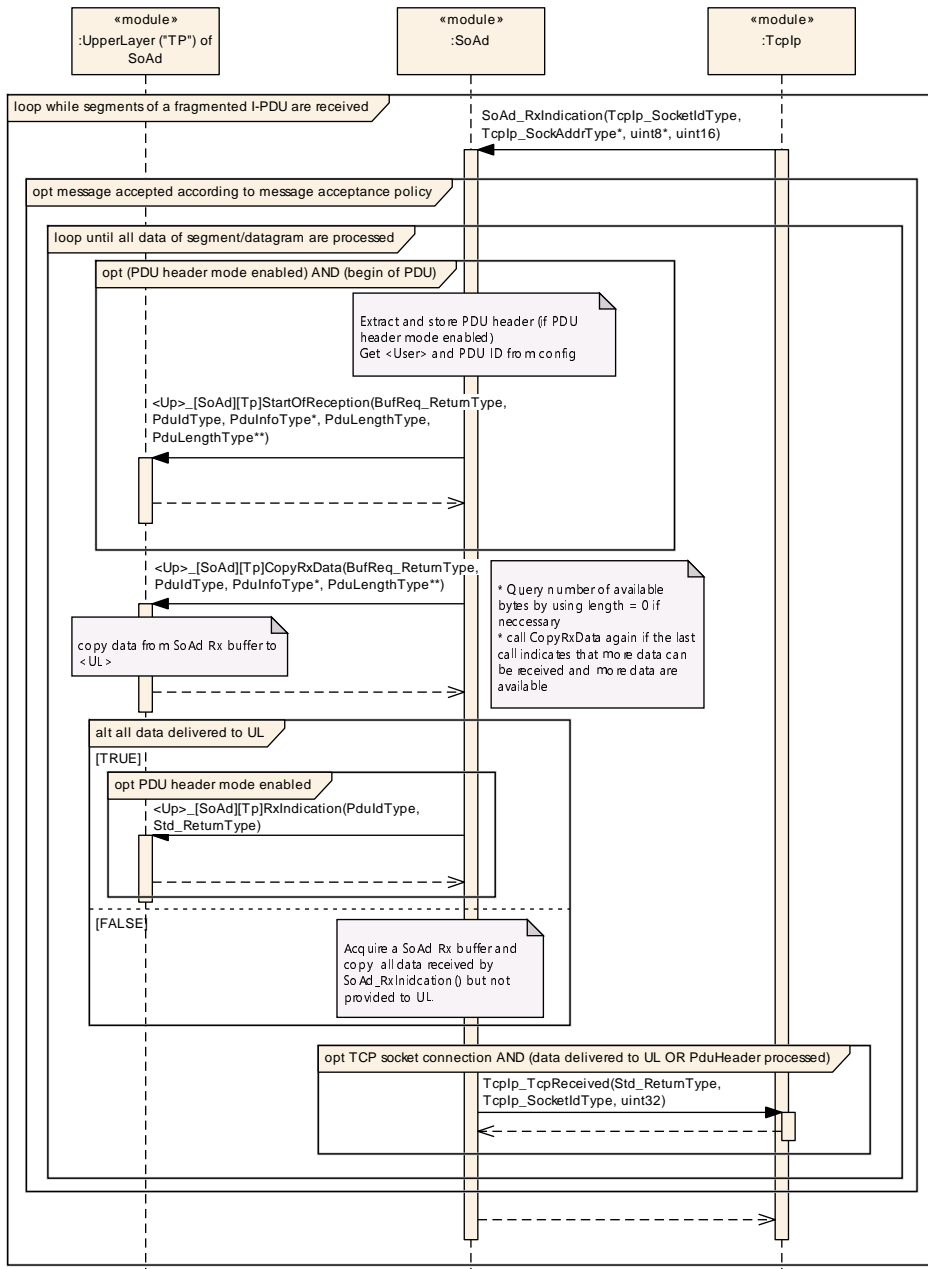 «module»
:UpperLayer ("TP") of
SoAd
«module»
:SoAd
«module»
:TcpIp
loop while segments of a fragmented I-PDU are received
SoAd_RxIndication(TcpIp_SocketIdType,
TcpIp_SockAddrType*, uint8*, uint16)
opt message accepted according to message acceptance policy
loop until all data of segment/datagram are processed
opt (PDU header mode enabled) AND (begin of PDU)
Extract and store PDU header (if PDU
header mode enabled)
Get <User> and PDU ID from config
<Up>_[SoAd][Tp]StartOfReception(BufReq_ReturnType,
PduIdType, PduInfoType*, PduLengthType,
PduLengthType**)
<Up>_[SoAd][Tp]CopyRxData(BufReq_ReturnType,
PduIdType, PduInfoType*, PduLengthType**)
* Query number of available
bytes by using length = 0 if
neccessary
* call CopyRxData again if the last
call indicates that more data can
be received and more data are
available
copy data from SoAd Rx buffer to
<UL>
alt all data delivered to UL
[TRUE]
opt PDU header mode enabled
<Up>_[SoAd][Tp]RxIndication(PduIdType,
Std_ReturnType)
[FALSE]
Acquire a SoAd Rx buffer and
copy all data received by
SoAd_RxInidcation() but not
provided to UL.
opt TCP socket connection AND (data delivered to UL OR PduHeader processed)
TcpIp_TcpReceived(Std_ReturnType,
TcpIp_SocketIdType, uint32)